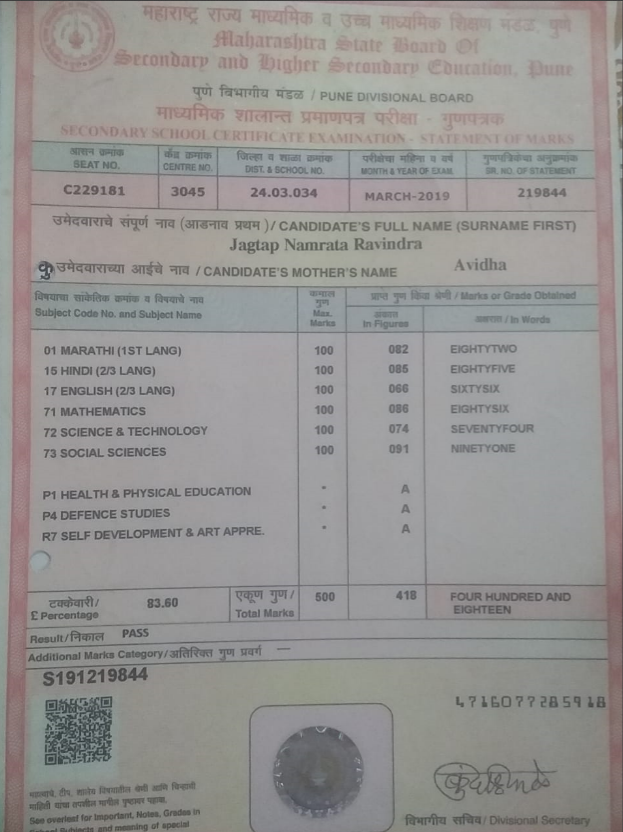 महाराष्ट्र राज्य माध्यमिक व उच्च माध्यमिक शिक्षण मंडळ, पुणे
Maharashtra State Board Of
Secondary and Higher Secondary Education, Pune
पुणे विभागीय मंडळ / PUNE DIVISIONAL BOARD
माध्यमिक शालान्त प्रमाणपत्र परीक्षा - गुणपत्रक
SECONDARY SCHOOL CERTIFICATE EXAMINATION - STATEMENT OF MARKS
आसन क्रमांक केंद्र क्रमांक जिल्हा व शाळा क्रमांक परीक्षेचा महिना व वर्ष गुणपत्रिकेचा अनुक्रमांक
SEAT NO. CENTRE NO. DIST. & SCHOOL NO. MONTH & YEAR OF EXAM. SR. NO. OF STATEMENT
C229181 3045 24.03.034 MARCH-2019 219844
उमेदवाराचे संपूर्ण नाव (आडनाव प्रथम) / CANDIDATE'S FULL NAME (SURNAME FIRST)
Jagtap Namrata Ravindra
कु उमेदवाराच्या आईचे नाव / CANDIDATE'S MOTHER'S NAME Avidha
विषयाचा सांकेतिक क्रमांक व विषयाचे नाव कमाल गुण प्राप्त गुण किंवा श्रेणी / Marks or Grade Obtained
Subject Code No. and Subject Name Max. Marks अंकात In Figures अक्षरात / In Words
01 MARATHI (1ST LANG) 100 082 EIGHTYTWO
15 HINDI (2/3 LANG) 100 085 EIGHTYFIVE
17 ENGLISH (2/3 LANG) 100 066 SIXTYSIX
71 MATHEMATICS 100 086 EIGHTYSIX
72 SCIENCE & TECHNOLOGY 100 074 SEVENTYFOUR
73 SOCIAL SCIENCES 100 091 NINETYONE
P1 HEALTH & PHYSICAL EDUCATION * A
P4 DEFENCE STUDIES * A
R7 SELF DEVELOPMENT & ART APPRE. * A
टक्केवारी / 83.60 एकूण गुण / 500 418 FOUR HUNDRED AND
£ Percentage Total Marks EIGHTEEN
Result/निकाल PASS
Additional Marks Category/अतिरिक्त गुण प्रवर्ग —
S191219844
4716077285918
महत्वाचे, टीप, शालेय विषयातील श्रेणी आणि
माहिती यांचा तपशील मागील पृष्ठावर पहावा.
See overleaf for Important, Notes, Grades in
School Subjects and meaning of special
विभागीय सचिव / Divisional Secretary